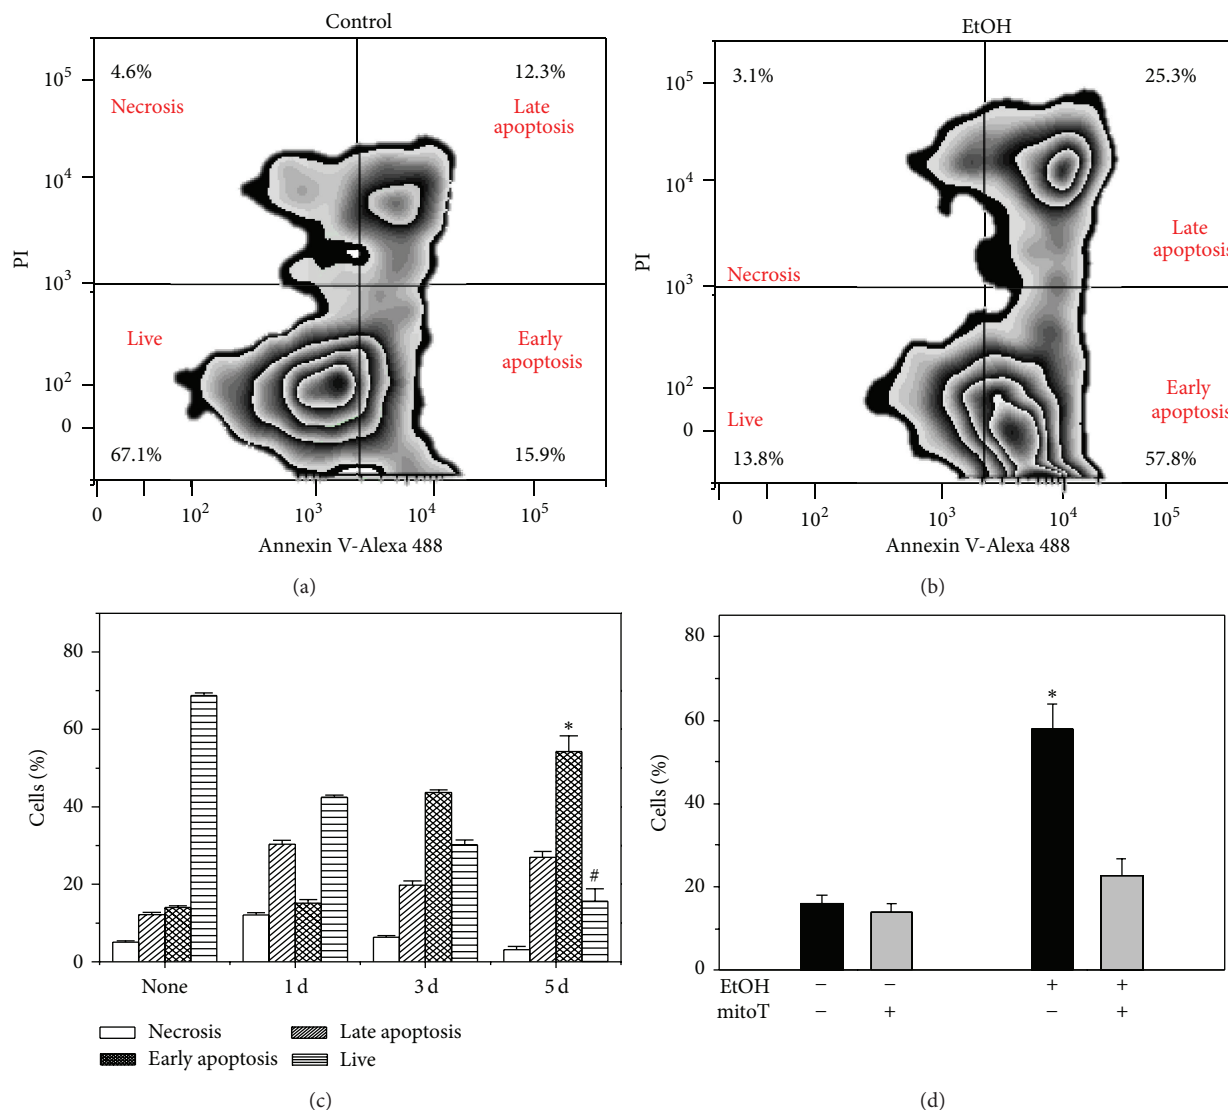 Control
4.6%
12.3%
Necrosis
Late
apoptosis
Live
Early
apoptosis
67.1%
15.9%
PI
10^5
10^4
10^3
10^2
0
0
10^2
10^3
10^4
10^5
Annexin V-Alexa 488
(a)
EtOH
3.1%
25.3%
Late
apoptosis
Necrosis
Early
apoptosis
Live
13.8%
57.8%
PI
10^5
10^4
10^3
10^2
0
0
10^2
10^3
10^4
10^5
Annexin V-Alexa 488
(b)
Cells (%)
80
60
40
20
0
*
#
None
1 d
3 d
5 d
Necrosis
Late apoptosis
Early apoptosis
Live
(c)
Cells (%)
80
60
40
20
0
*
EtOH − − + +
mitoT − + − +
(d)